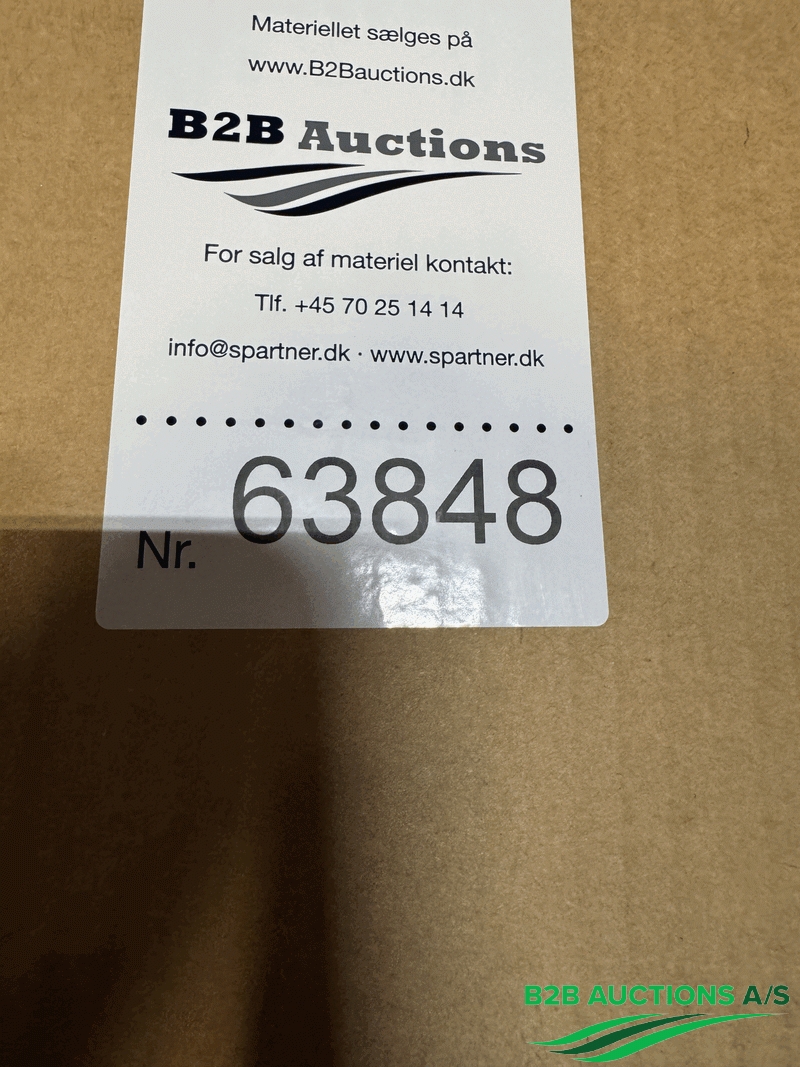 Materiellet sælges på
www.B2Bauctions.dk
B2B Auctions
For salg af materiel kontakt:
Tlf. +45 70 25 14 14
info@spartner.dk · www.spartner.dk
Nr. 63848
B2B AUCTIONS A/S